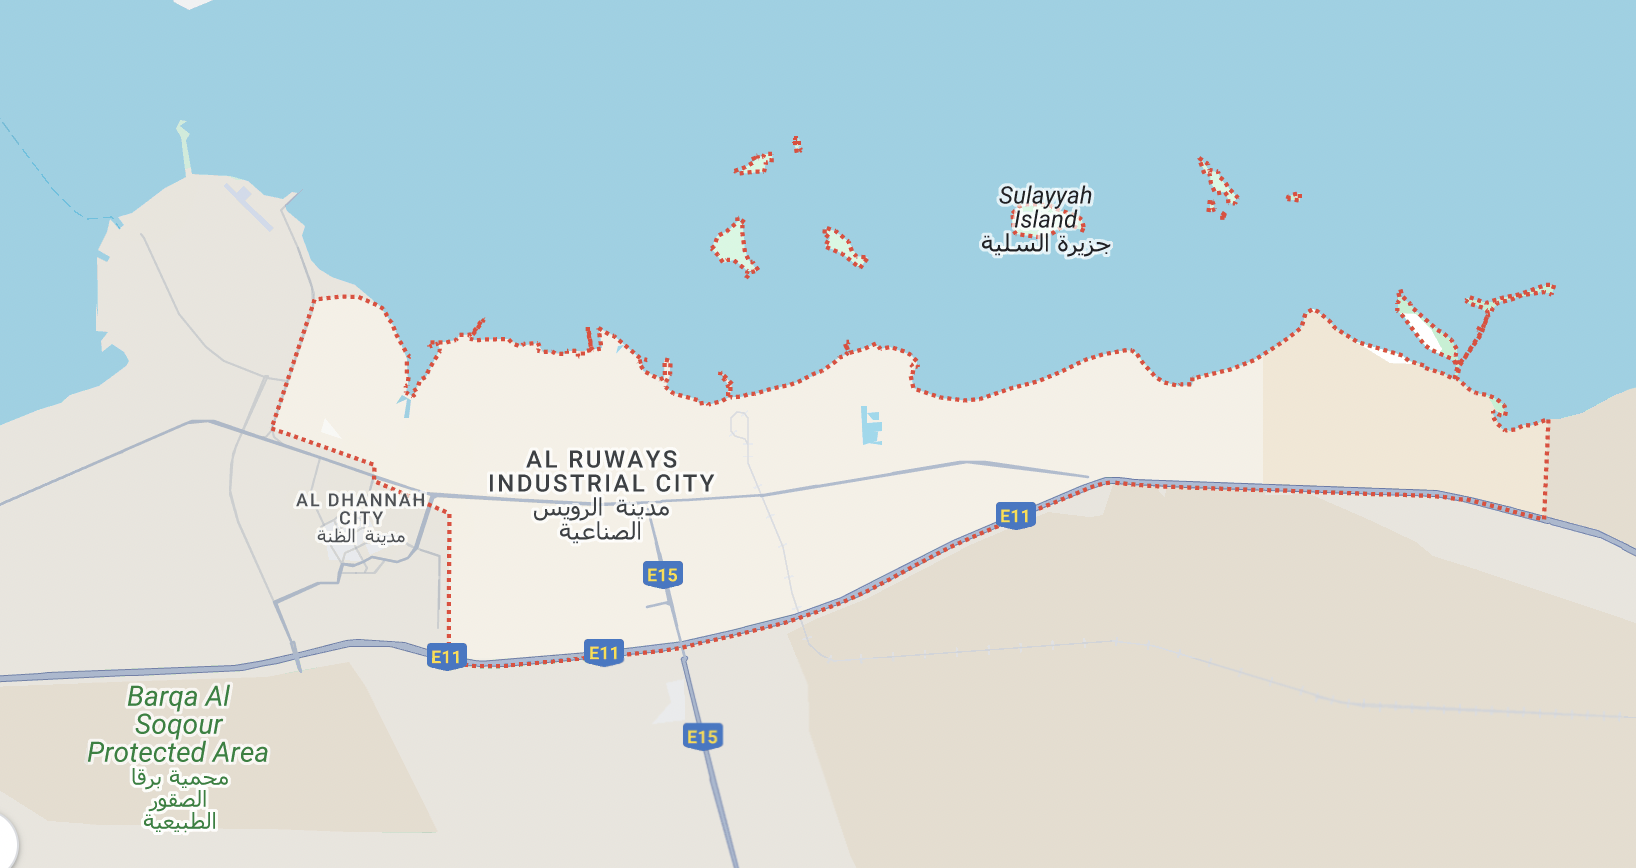 Sulayyah
Island
جزيرة السلية
AL RUWAYS
INDUSTRIAL CITY
مدينة الرويس
الصناعية
AL DHANNAH
CITY
مدينة الظنة
E11
E15
E11
E11
E15
Barqa Al
Soqour
Protected Area
محمية برقا
الصقور
الطبيعية